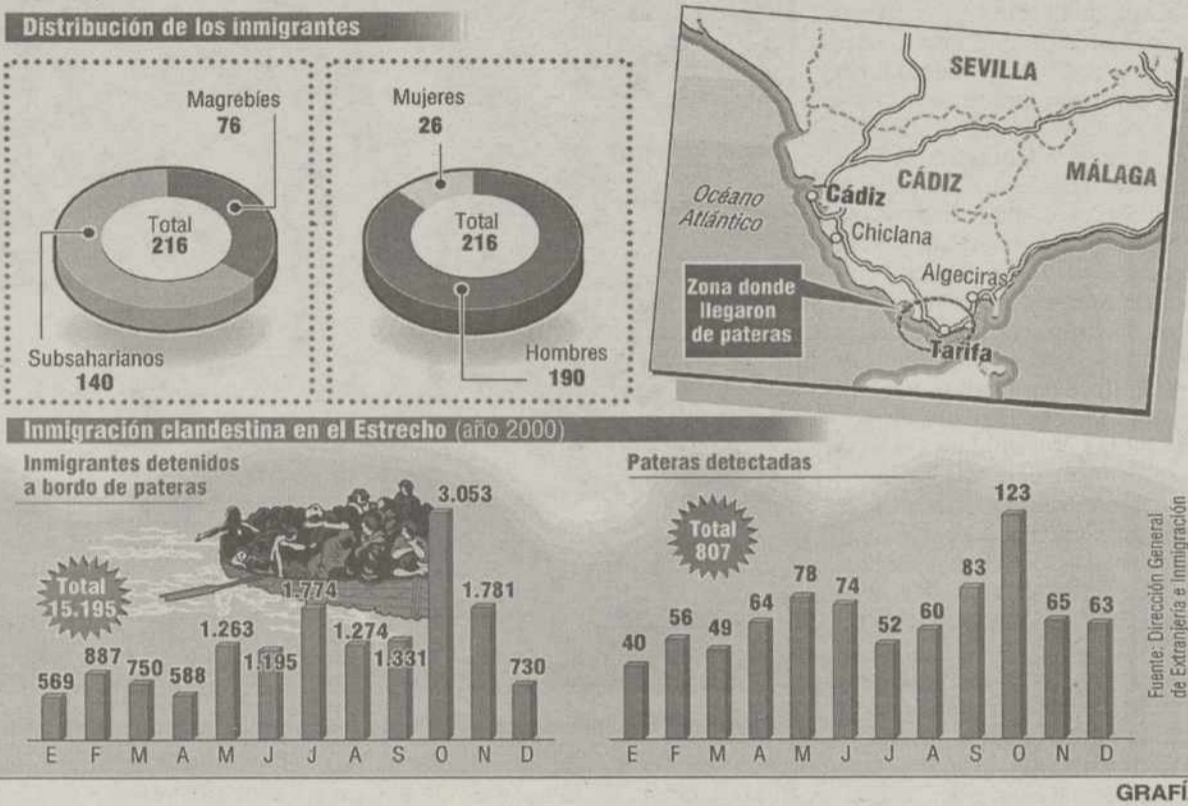 Distribución de los inmigrantes
Magrebíes
76
Total
216
Subsaharianos
140
Mujeres
26
Total
216
Hombres
190
SEVILLA
CÁDIZ
MÁLAGA
Océano
Atlántico
Cádiz
Chiclana
Algeciras
Zona donde
llegaron
de pateras
Tarifa
Inmigración clandestina en el Estrecho (año 2000)
Inmigrantes detenidos
a bordo de pateras
Total
15.195
569
887
750
588
1.263
1.195
1.774
1.274
1.331
3.053
1.781
730
E F M A M J J A S O N D
Pateras detectadas
Total
807
40
56
49
64
78
74
52
60
83
123
65
63
E F M A M J J A S O N D
Fuente: Dirección General
de Extranjería e Inmigración
GRAFÍ